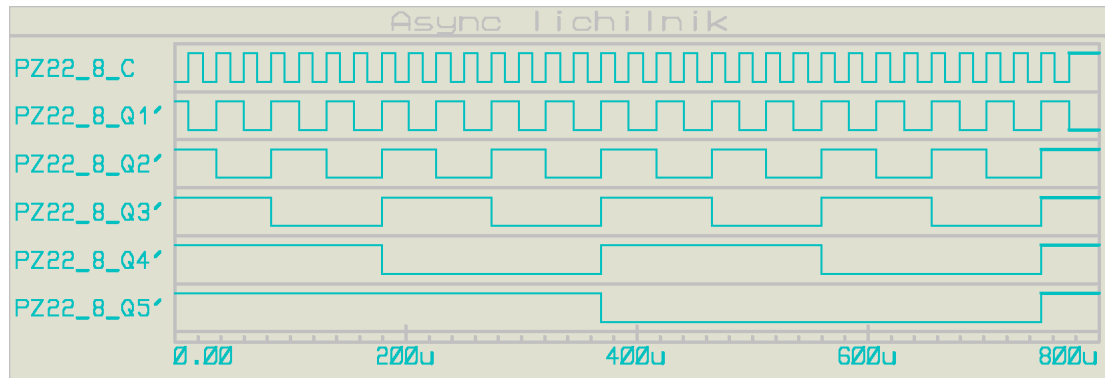 Async lichilnik
PZ22_8_C
PZ22_8_Q1′
PZ22_8_Q2′
PZ22_8_Q3′
PZ22_8_Q4′
PZ22_8_Q5′
0.00 200u 400u 600u 800u